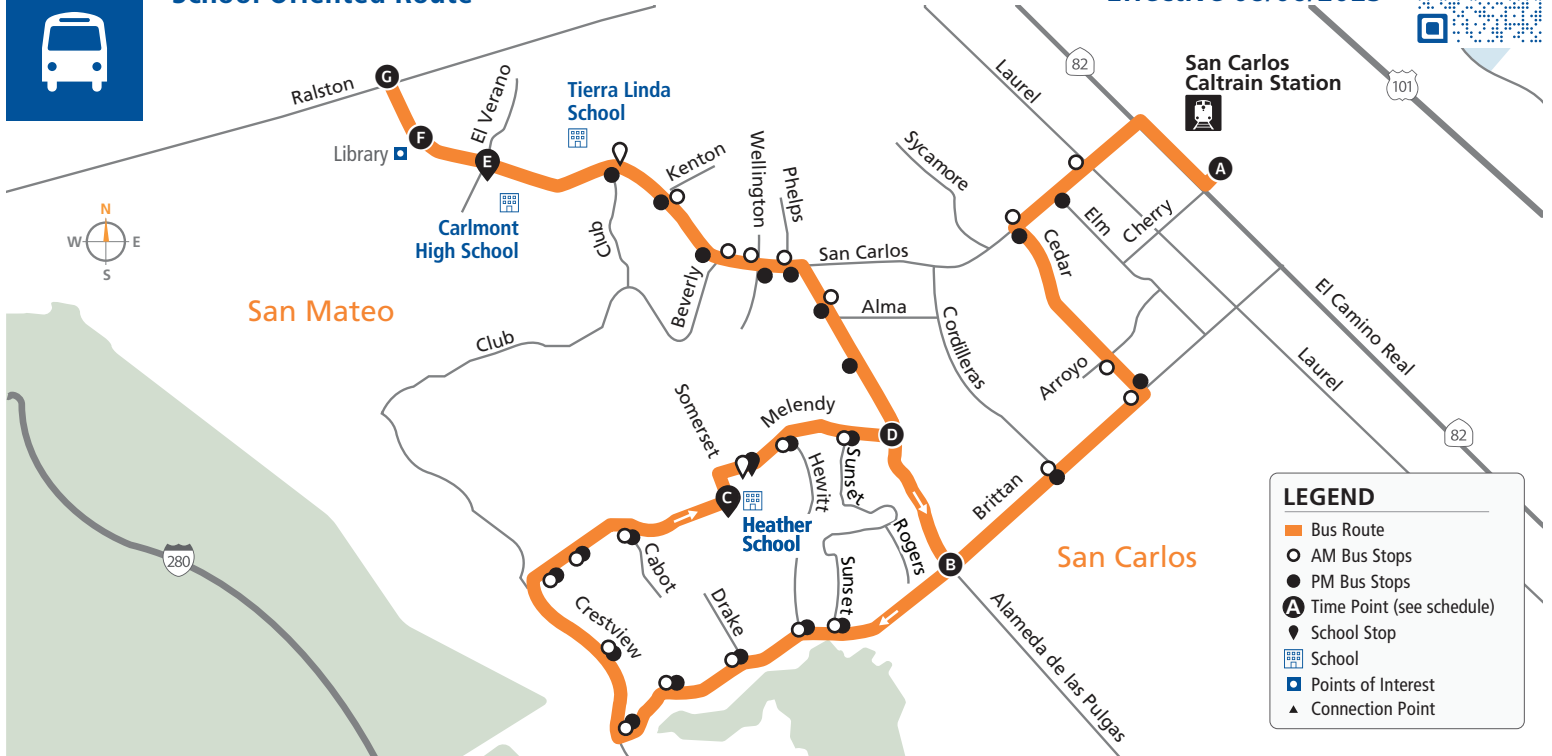 School Oriented Route
Effective
Ralston
G
F
Library
El Verano
E
Carlmont
High School
Tierra Linda
School
Kenton
Wellington
Phelps
Club
Beverly
San Carlos
Alma
Cordilleras
Sycamore
Laurel
82
San Carlos
Caltrain Station
101
A
Elm
Cherry
Cedar
El Camino Real
Laurel
82
Arroyo
Brittan
N
W
E
S
San Mateo
Club
Somerset
Melendy
D
Hewitt
Sunset
C
Heather
School
Rogers
Sunset
B
San Carlos
Alameda de las Pulgas
Cabot
Drake
Crestview
280
LEGEND
Bus Route
AM Bus Stops
PM Bus Stops
A Time Point (see schedule)
School Stop
School
Points of Interest
Connection Point